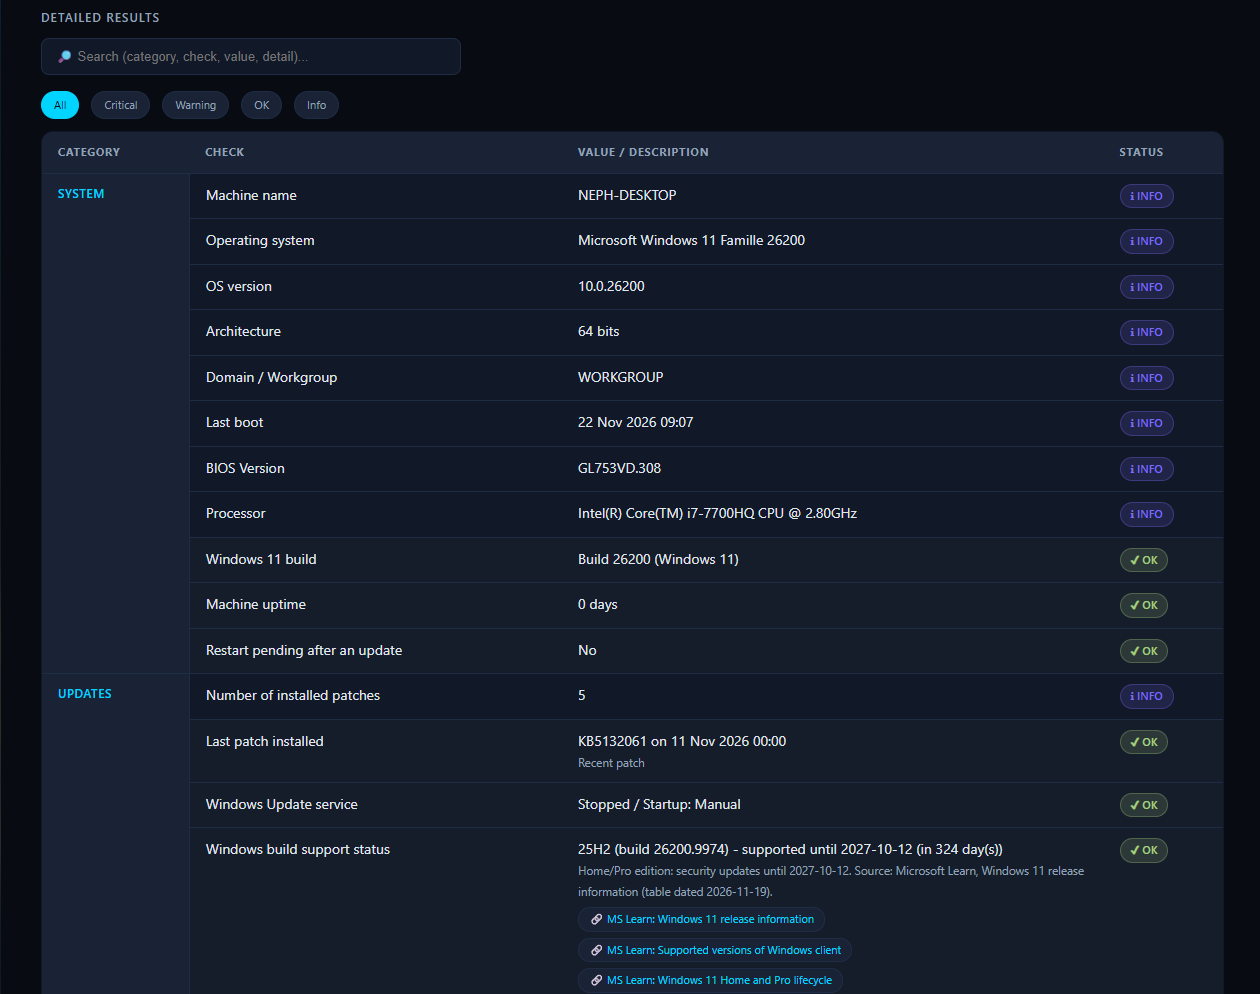 DETAILED RESULTS
Search (category, check, value, detail)...
All Critical Warning OK Info
CATEGORY CHECK VALUE / DESCRIPTION STATUS
SYSTEM Machine name NEPH-DESKTOP i INFO
Operating system Microsoft Windows 11 Famille 26200 i INFO
OS version 10.0.26200 i INFO
Architecture 64 bits i INFO
Domain / Workgroup WORKGROUP i INFO
Last boot 22 Nov 2026 09:07 i INFO
BIOS Version GL753VD.308 i INFO
Processor Intel(R) Core(TM) i7-7700HQ CPU @ 2.80GHz i INFO
Windows 11 build Build 26200 (Windows 11) ✓ OK
Machine uptime 0 days ✓ OK
Restart pending after an update No ✓ OK
UPDATES Number of installed patches 5 i INFO
Last patch installed KB5132061 on 11 Nov 2026 00:00 ✓ OK
Recent patch
Windows Update service Stopped / Startup: Manual ✓ OK
Windows build support status 25H2 (build 26200.9974) - supported until 2027-10-12 (in 324 day(s)) ✓ OK
Home/Pro edition: security updates until 2027-10-12. Source: Microsoft Learn, Windows 11 release
information (table dated 2026-11-19).
MS Learn: Windows 11 release information
MS Learn: Supported versions of Windows client
MS Learn: Windows 11 Home and Pro lifecycle